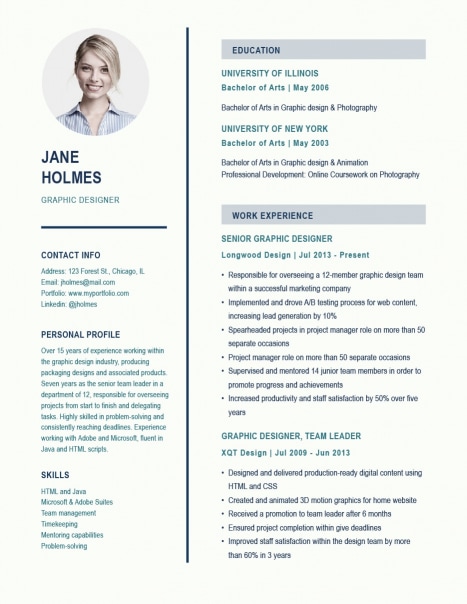 JANE
HOLMES
GRAPHIC DESIGNER
CONTACT INFO
Address: 123 Forest St., Chicago, IL
Email: jholmes@mail.com
Portfolio: www.myportfolio.com
Linkedin: @jholmes
PERSONAL PROFILE
Over 15 years of experience working within
the graphic design industry, producing
packaging designs and associated products.
Seven years as the senior team leader in a
department of 12, responsible for overseeing
projects from start to finish and delegating
tasks. Highly skilled in problem-solving and
consistently reaching deadlines. Experience
working with Adobe and Microsoft, fluent in
Java and HTML scripts.
SKILLS
HTML and Java
Microsoft & Adobe Suites
Team management
Timekeeping
Mentoring capabilities
Problem-solving
EDUCATION
UNIVERSITY OF ILLINOIS
Bachelor of Arts | May 2006
Bachelor of Arts in Graphic design & Photography
UNIVERSITY OF NEW YORK
Bachelor of Arts | May 2003
Bachelor of Arts in Graphic design & Animation
Professional Development: Online Coursework on Photography
WORK EXPERIENCE
SENIOR GRAPHIC DESIGNER
Longwood Design | Jul 2013 - Present
• Responsible for overseeing a 12-member graphic design team
within a successful marketing company
• Implemented and drove A/B testing process for web content,
increasing lead generation by 10%
• Spearheaded projects in project manager role on more than 50
separate occasions
• Project manager role on more than 50 separate occasions
• Supervised and mentored 14 junior team members in order to
promote progress and achievements
• Increased productivity and staff satisfaction by 50% over five
years
GRAPHIC DESIGNER, TEAM LEADER
XQT Design | Jul 2009 - Jun 2013
• Designed and delivered production-ready digital content using
HTML and CSS
• Created and animated 3D motion graphics for home website
• Received a promotion to team leader after 6 months
• Ensured project completion within give deadlines
• Improved staff satisfaction within the design team by more
than 60% in 3 years